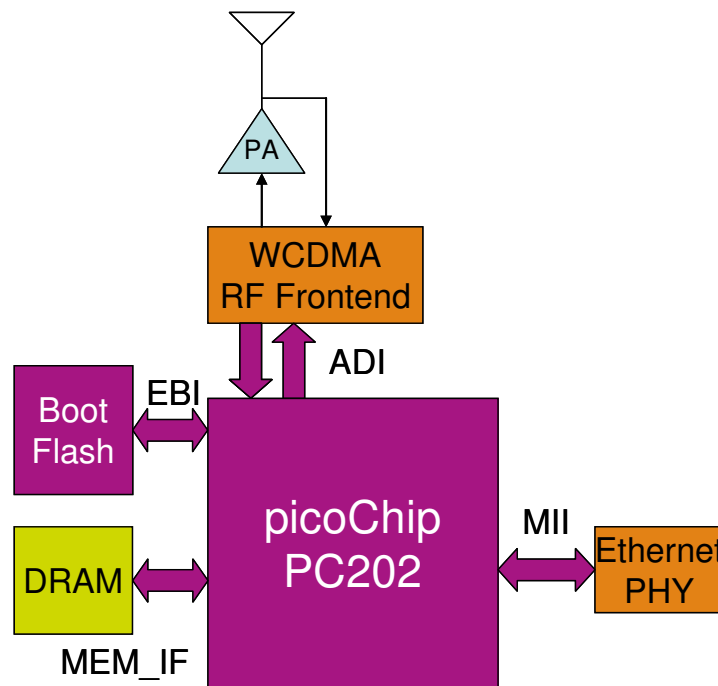 PA
WCDMA
RF Frontend
ADI
EBI
Boot
Flash
picoChip
PC202
MII
Ethernet
PHY
DRAM
MEM_IF